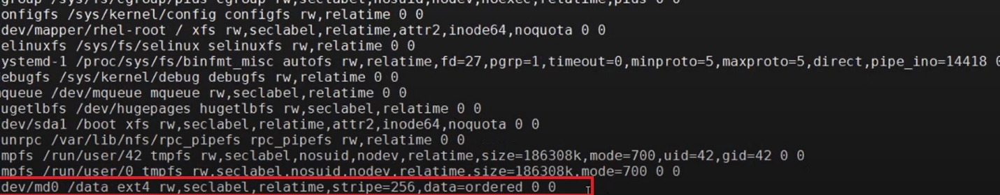 group /sys/fs/cgroup/pids cgroup rw,seclabel,nosuid,nodev,noexec,relatime,pids 0 0
onfigfs /sys/kernel/config configfs rw,relatime 0 0
dev/mapper/rhel-root / xfs rw,seclabel,relatime,attr2,inode64,noquota 0 0
elinuxfs /sys/fs/selinux selinuxfs rw,relatime 0 0
ystemd-1 /proc/sys/fs/binfmt_misc autofs rw,relatime,fd=27,pgrp=1,timeout=0,minproto=5,maxproto=5,direct,pipe_ino=14418 0
ebugfs /sys/kernel/debug debugfs rw,relatime 0 0
queue /dev/mqueue mqueue rw,seclabel,relatime 0 0
ugetlbfs /dev/hugepages hugetlbfs rw,seclabel,relatime 0 0
dev/sda1 /boot xfs rw,seclabel,relatime,attr2,inode64,noquota 0 0
unrpc /var/lib/nfs/rpc_pipefs rpc_pipefs rw,relatime 0 0
mpfs /run/user/42 tmpfs rw,seclabel,nosuid,nodev,relatime,size=186308k,mode=700,uid=42,gid=42 0 0
mpfs /run/user/0 tmpfs rw,seclabel,nosuid,nodev,relatime,size=186308k,mode=700 0 0
dev/md0 /data ext4 rw,seclabel,relatime,stripe=256,data=ordered 0 0